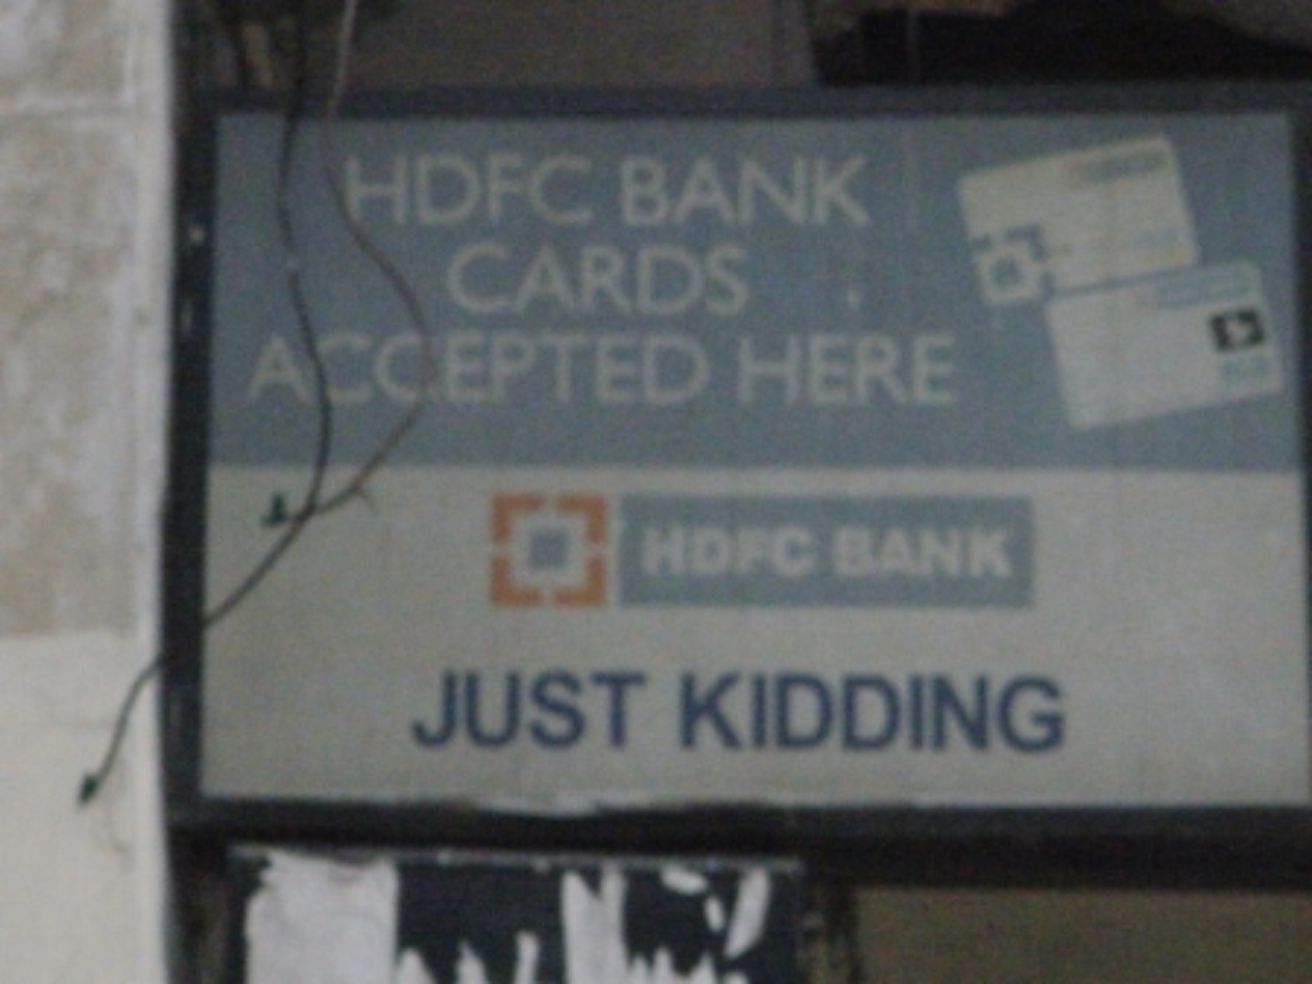 HDFC BANK
CARDS
ACCEPTED HERE
HDFC BANK
JUST KIDDING